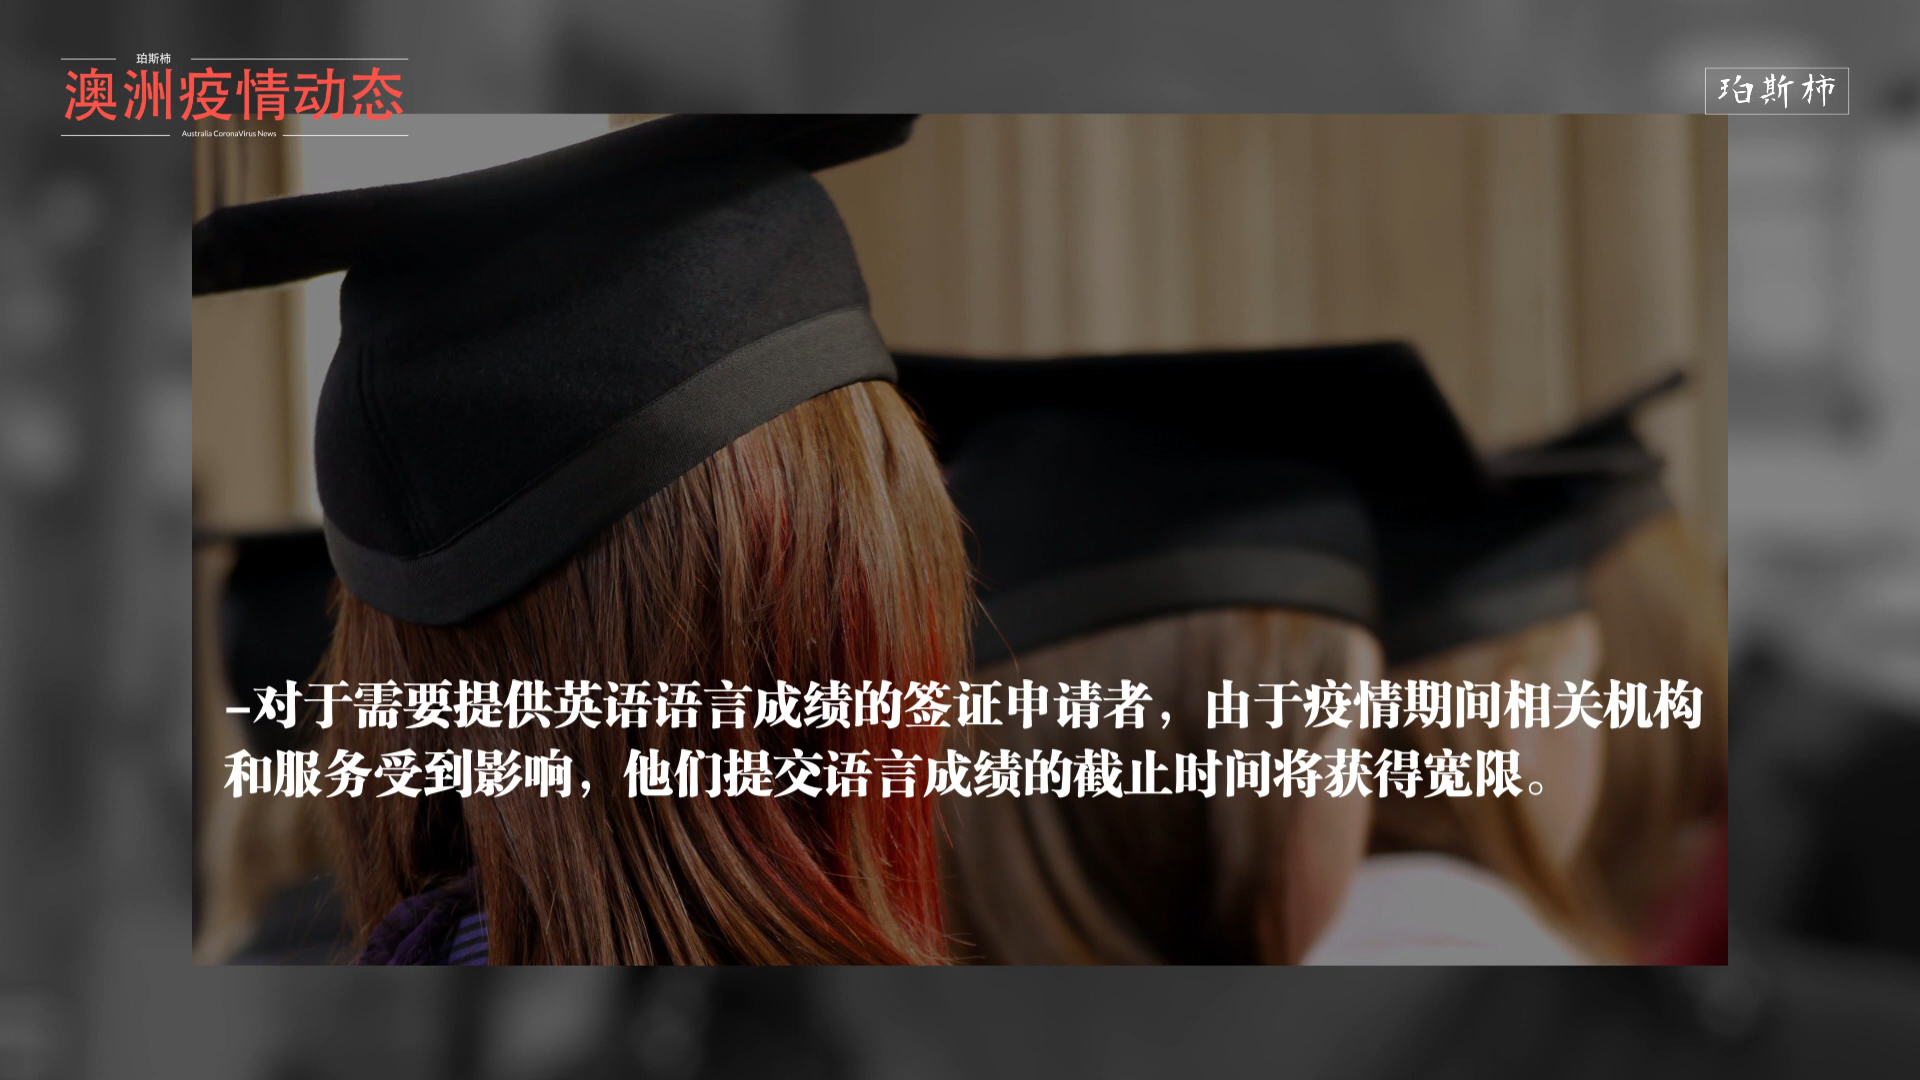 珀斯柿
澳洲疫情动态
Australia CoronaVirus News
珀斯柿
-对于需要提供英语语言成绩的签证申请者，由于疫情期间相关机构
和服务受到影响，他们提交语言成绩的截止时间将获得宽限。